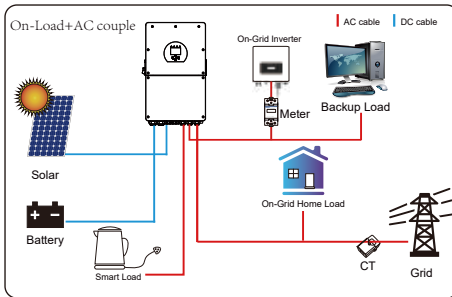 On-Load+AC couple
AC cable
DC cable
On-Grid Inverter
Meter
Backup Load
Solar
On-Grid Home Load
Battery
Smart Load
CT
Grid